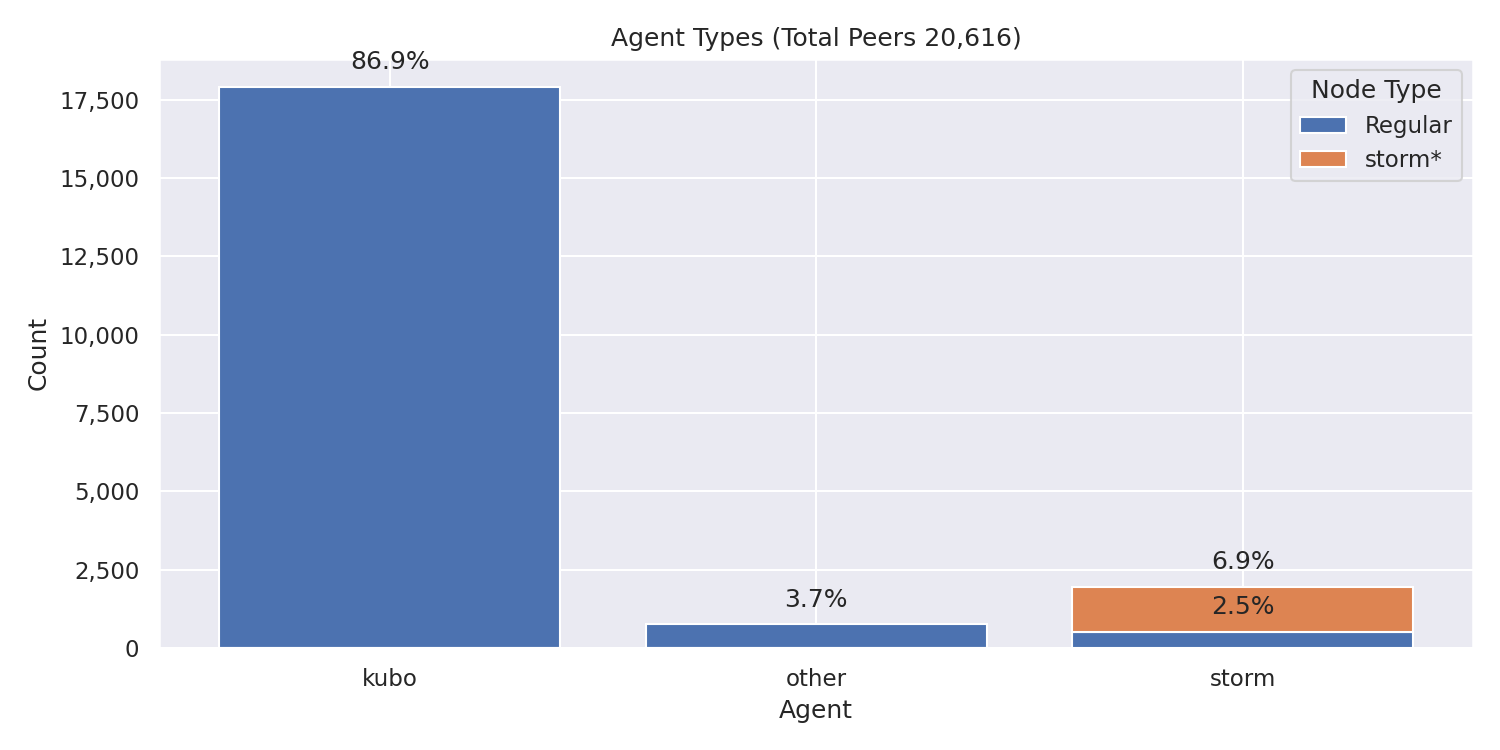 Agent Types (Total Peers 20,616)
86.9%
Node Type
Regular
storm*
17,500
15,000
12,500
10,000
7,500
5,000
2,500
0
Count
6.9%
2.5%
3.7%
kubo
other
storm
Agent